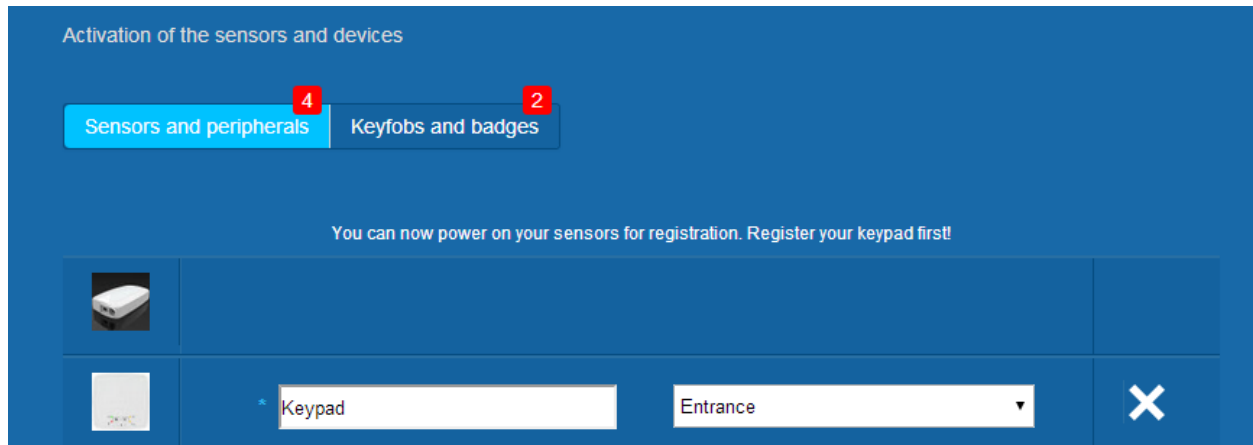 Activation of the sensors and devices
4
2
Sensors and peripherals
Keyfobs and badges
You can now power on your sensors for registration. Register your keypad first!
* Keypad
Entrance